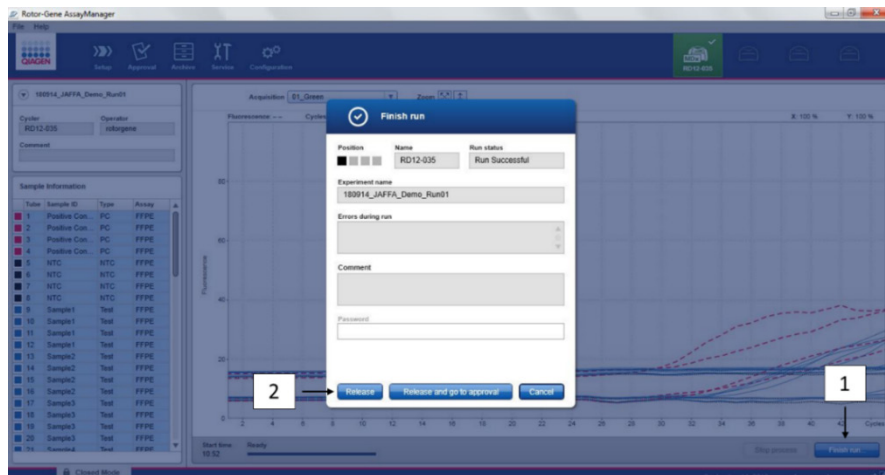 Rotor-Gene AssayManager
File Help
QIAGEN
Setup Approval Archive Service Configuration
RD12-035
180914_JAFFA_Demo_Run01
Cycler Operator
RD12-035 rotorgene
Comment
Sample Information
Tube Sample ID Type Assay
1 Positive Con... PC FFPE
2 Positive Con... PC FFPE
3 Positive Con... PC FFPE
4 Positive Con... PC FFPE
5 NTC NTC FFPE
6 NTC NTC FFPE
7 NTC NTC FFPE
8 NTC NTC FFPE
9 Sample1 Test FFPE
10 Sample1 Test FFPE
11 Sample1 Test FFPE
12 Sample1 Test FFPE
13 Sample2 Test FFPE
14 Sample2 Test FFPE
15 Sample2 Test FFPE
16 Sample2 Test FFPE
17 Sample3 Test FFPE
18 Sample3 Test FFPE
Sample3 Test FFPE
20 Sample3 Test FFPE
21 Sample4 Test FFPE
Closed Mode
Acquisition 01_Green Zoom
Fluorescence -- Cycles X: 100 % Y: 100 %
Fluorescence
80
60
40
20
0
2 4 6 8 10 12 14 16 18 20 22 24 26 28 30 32 34 36 38 40 42 Cycles
Finish run
Position Name Run status
RD12-035 Run Successful
Experiment name
180914_JAFFA_Demo_Run01
Errors during run
Comment
Password
Release Release and go to approval Cancel
2
1
Start time Ready
15:52
Stop process Finish run